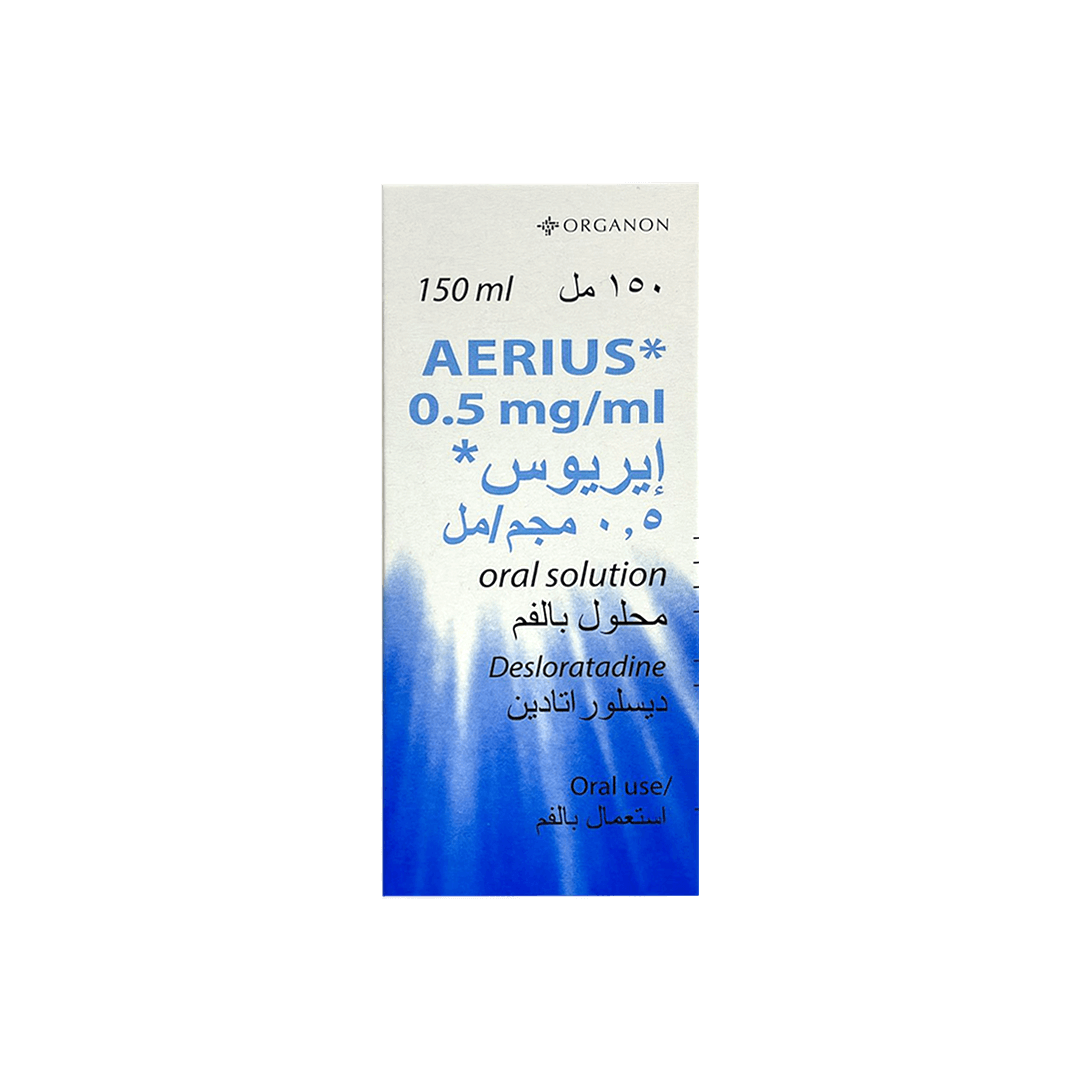 ORGANON
150 ml ١٥٠ مل
AERIUS*
0.5 mg/ml
إيريوس*
٠,٥ مجم/مل
oral solution
محلول بالفم
Desloratadine
ديسلوراتادين
Oral use/
استعمال بالفم